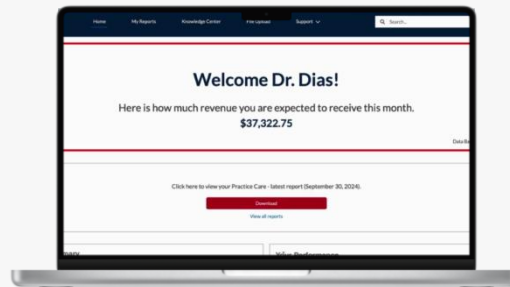 Home My Reports Knowledge Center File Upload Support Search...
Welcome Dr. Dias!
Here is how much revenue you are expected to receive this month.
$37,322.75
Click here to view your Practice Care - latest report (September 30, 2024).
Download
View all reports